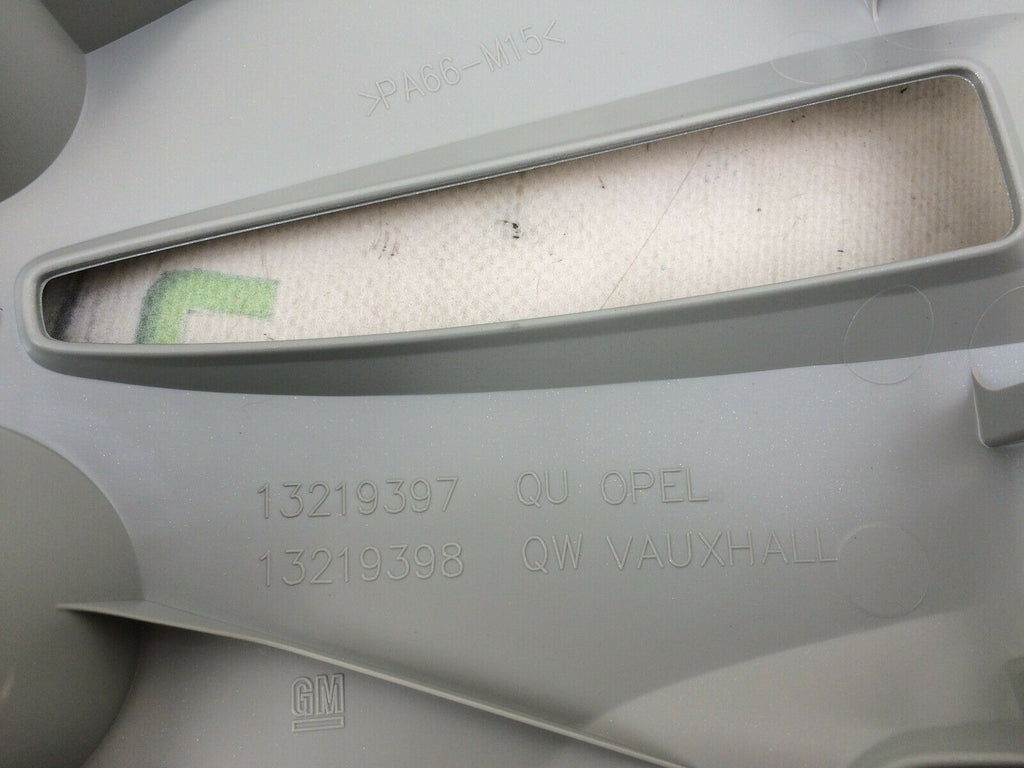 >PA66-M15<
13219397 QU OPEL
13219398 QW VAUXHALL
GM